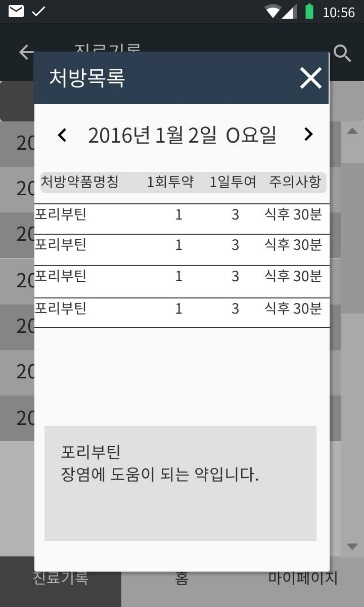 10:56
진료기록
처방목록
2016년 1월 2일 O요일
처방약품명칭 1회투약 1일투여 주의사항
포리부틴 1 3 식후 30분
포리부틴 1 3 식후 30분
포리부틴 1 3 식후 30분
포리부틴 1 3 식후 30분
20
20
20
20
20
20
20
포리부틴
장염에 도움이 되는 약입니다.
진료기록 홈 마이페이지